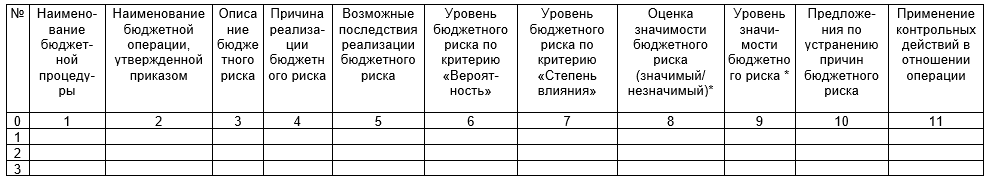 №
Наимено-
вание
бюджет-
ной
процеду-
ры
Наименование
бюджетной
операции,
утвержденной
приказом
Описа
ние
бюдже
тного
риска
Причина
реализа-
ции
бюджетн
ого риска
Возможные
последствия
реализации
бюджетного
риска
Уровень
бюджетного
риска по
критерию
«Вероят-
ность»
Уровень
бюджетного
риска по
критерию
«Степень
влияния»
Оценка
значимости
бюджетного
риска
(значимый/
незначимый)*
Уровень
значи-
мости
бюджетно
го риска *
Предложе-
ния по
устранению
причин
бюджетного
риска
Применение
контрольных
действий в
отношении
операции
0 1 2 3 4 5 6 7 8 9 10 11
1
2
3